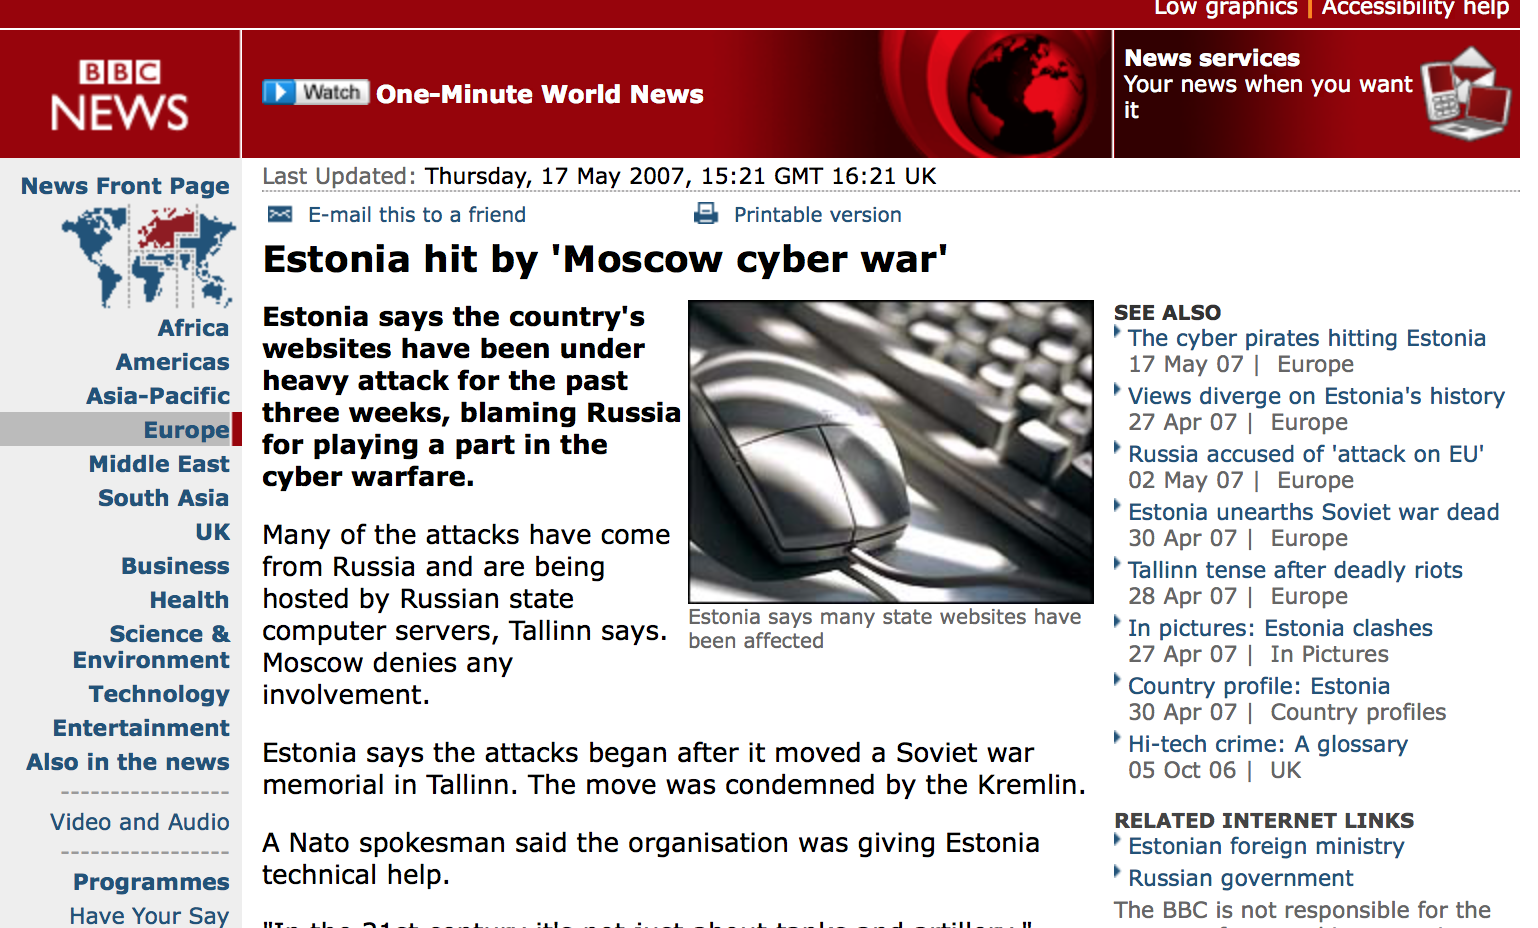 Low graphics | Accessibility help
BBC
NEWS
Watch One-Minute World News
News services
Your news when you want
it
News Front Page
Africa
Americas
Asia-Pacific
Europe
Middle East
South Asia
UK
Business
Health
Science &
Environment
Technology
Entertainment
Also in the news
-----------------
Video and Audio
-----------------
Programmes
Have Your Say
Last Updated: Thursday, 17 May 2007, 15:21 GMT 16:21 UK
E-mail this to a friend
Printable version
Estonia hit by 'Moscow cyber war'
Estonia says the country's
websites have been under
heavy attack for the past
three weeks, blaming Russia
for playing a part in the
cyber warfare.
Many of the attacks have come
from Russia and are being
hosted by Russian state
computer servers, Tallinn says.
Moscow denies any
involvement.
Estonia says many state websites have
been affected
Estonia says the attacks began after it moved a Soviet war
memorial in Tallinn. The move was condemned by the Kremlin.
A Nato spokesman said the organisation was giving Estonia
technical help.
"In the 21st century it's not just about tanks and artillery,"
SEE ALSO
The cyber pirates hitting Estonia
17 May 07 | Europe
Views diverge on Estonia's history
27 Apr 07 | Europe
Russia accused of 'attack on EU'
02 May 07 | Europe
Estonia unearths Soviet war dead
30 Apr 07 | Europe
Tallinn tense after deadly riots
28 Apr 07 | Europe
In pictures: Estonia clashes
27 Apr 07 | In Pictures
Country profile: Estonia
30 Apr 07 | Country profiles
Hi-tech crime: A glossary
05 Oct 06 | UK
RELATED INTERNET LINKS
Estonian foreign ministry
Russian government
The BBC is not responsible for the